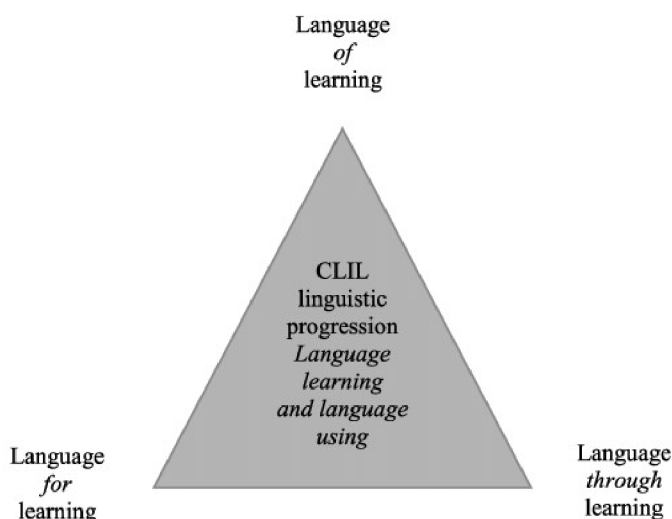 Language
of
learning
CLIL
linguistic
progression
Language
learning
and language
using
Language
for
learning
Language
through
learning